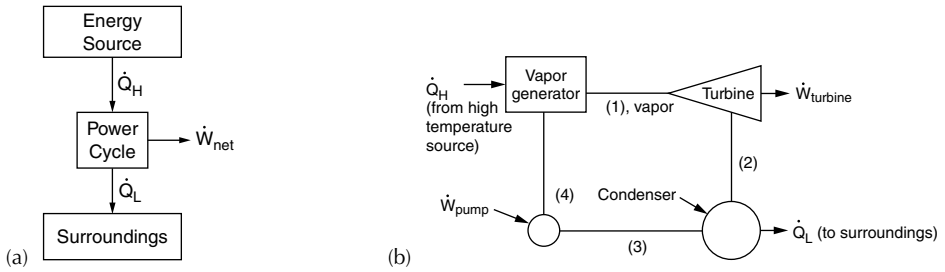 Energy
Source
Q̇H
Power
Cycle
Ẇnet
Q̇L
Surroundings
(a)
Q̇H
(from high
temperature
source)
Vapor
generator
(1), vapor
Turbine
Ẇturbine
(2)
Condenser
(4)
Ẇpump
(3)
Q̇L (to surroundings)
(b)